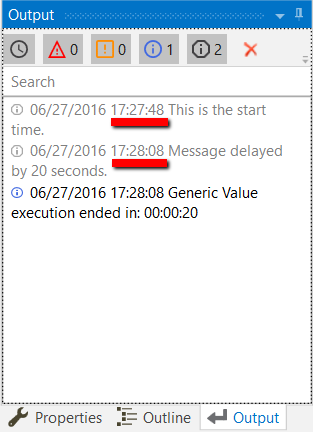 Output
0 0 1 2
Search
06/27/2016 17:27:48 This is the start
time.
06/27/2016 17:28:08 Message delayed
by 20 seconds.
06/27/2016 17:28:08 Generic Value
execution ended in: 00:00:20
Properties Outline Output